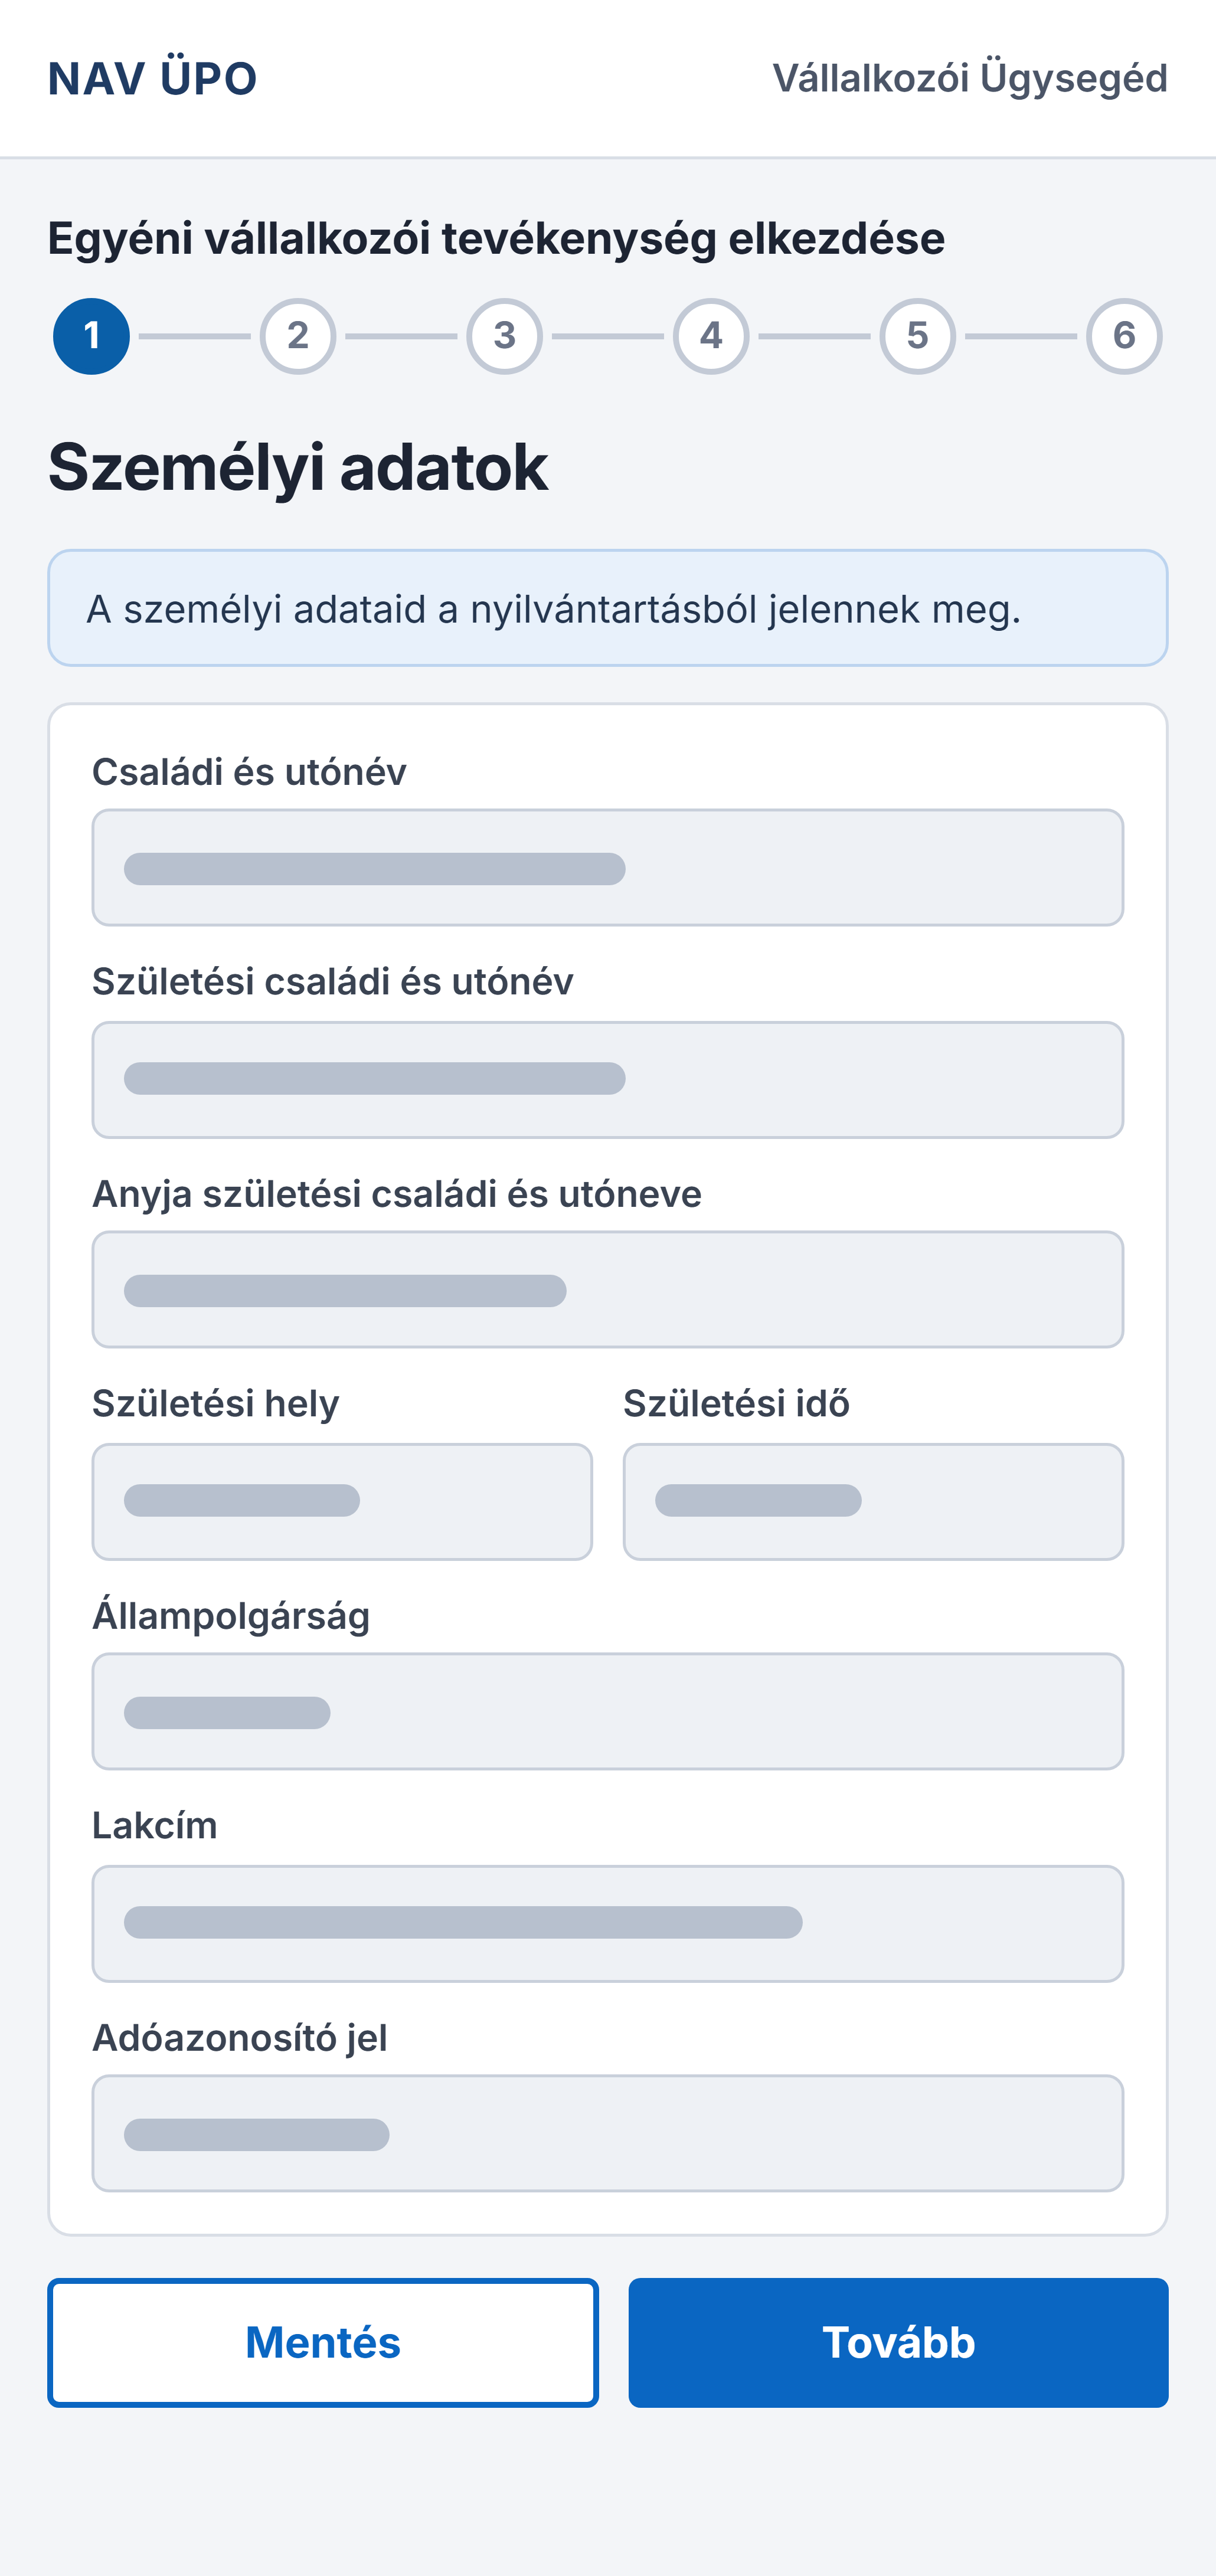 NAV ÜPO
Vállalkozói Ügysegéd
Egyéni vállalkozói tevékenység elkezdése
1 2 3 4 5 6
Személyi adatok
A személyi adataid a nyilvántartásból jelennek meg.
Családi és utónév
Születési családi és utónév
Anyja születési családi és utóneve
Születési hely
Születési idő
Állampolgárság
Lakcím
Adóazonosító jel
Mentés
Tovább